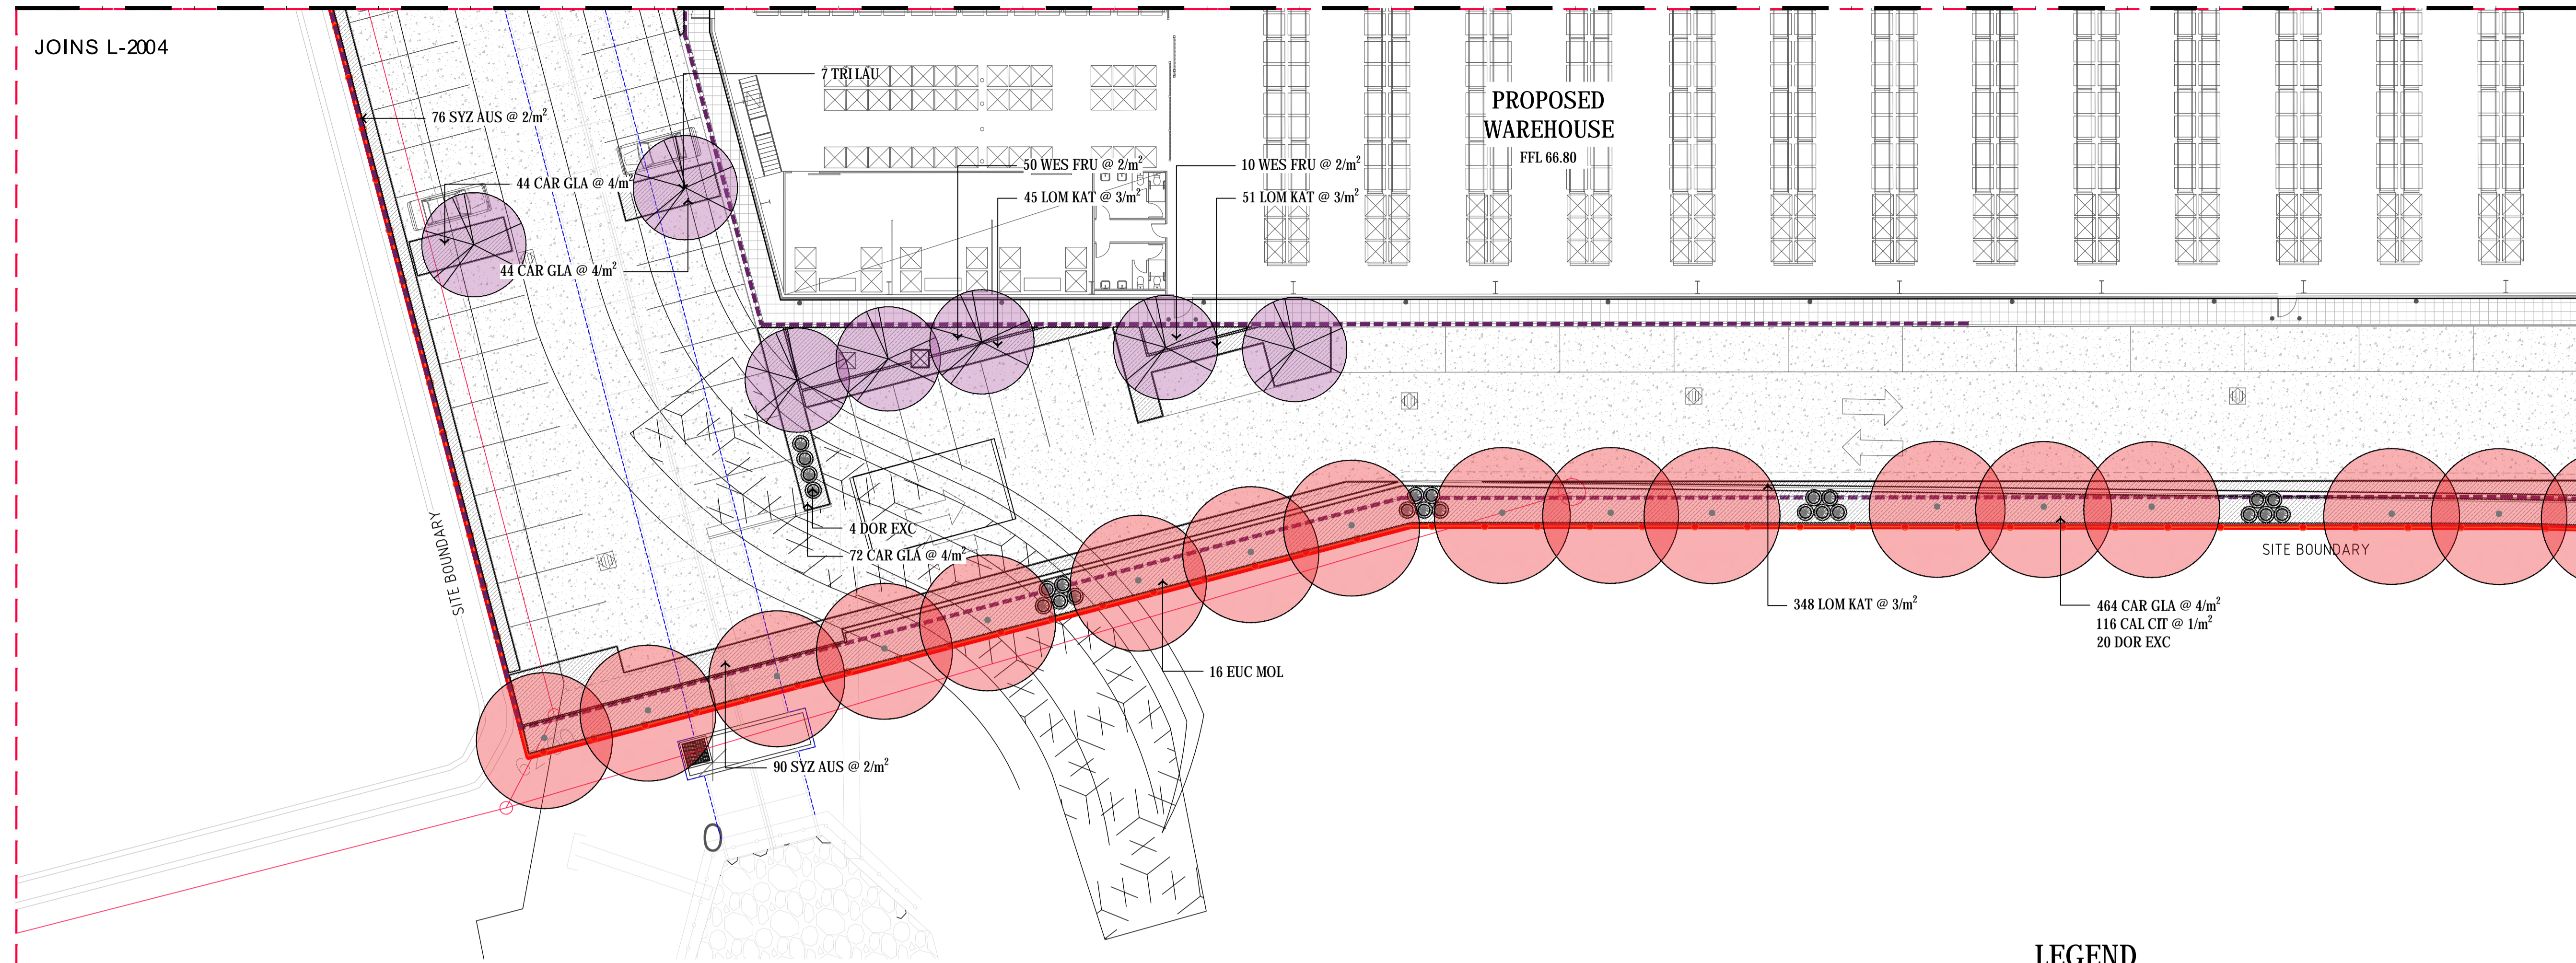 JOINS L-2004
7 TRI LAU
76 SYZ AUS @ 2/m²
PROPOSED
WAREHOUSE
FFL 66.80
50 WES FRU @ 2/m²
10 WES FRU @ 2/m²
44 CAR GLA @ 4/m²
45 LOM KAT @ 3/m²
51 LOM KAT @ 3/m²
44 CAR GLA @ 4/m²
4 DOR EXC
72 CAR GLA @ 4/m²
SITE BOUNDARY
SITE BOUNDARY
348 LOM KAT @ 3/m²
464 CAR GLA @ 4/m²
116 CAL CIT @ 1/m²
20 DOR EXC
16 EUC MOL
90 SYZ AUS @ 2/m²
0
LEGEND